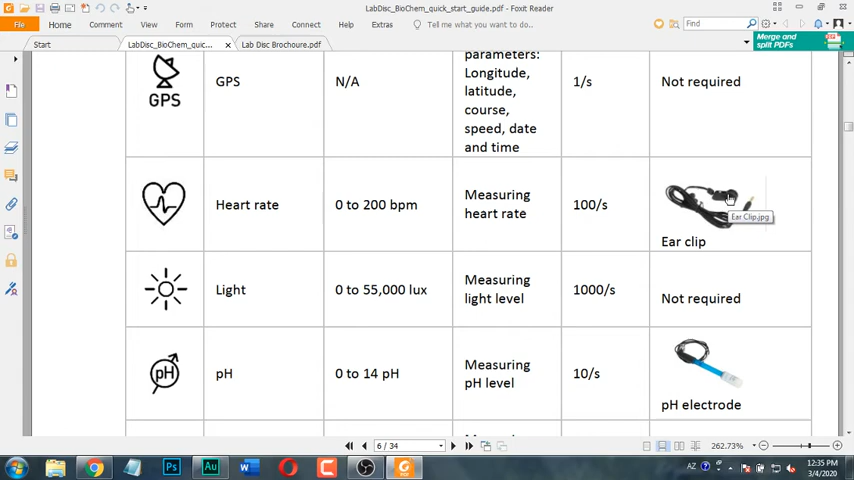 LabDisc_BioChem_quick_start_guide.pdf - Foxit Reader
File
Home
Comment
View
Form
Protect
Share
Connect
Help
Extras
Tell me what you want to do...
Find
Start
LabDisc_BioChem_quic...
Lab Disc Brochoure.pdf
Merge and
split PDFs
GPS
GPS
N/A
parameters:
Longitude,
latitude,
course,
speed, date
and time
1/s
Not required
Heart rate
0 to 200 bpm
Measuring
heart rate
100/s
Ear Clip.jpg
Ear clip
Light
0 to 55,000 lux
Measuring
light level
1000/s
Not required
pH
pH
0 to 14 pH
Measuring
pH level
10/s
pH electrode
6 / 34
262.73%
Ps
Au
W
AZ
12:35 PM
3/4/2020